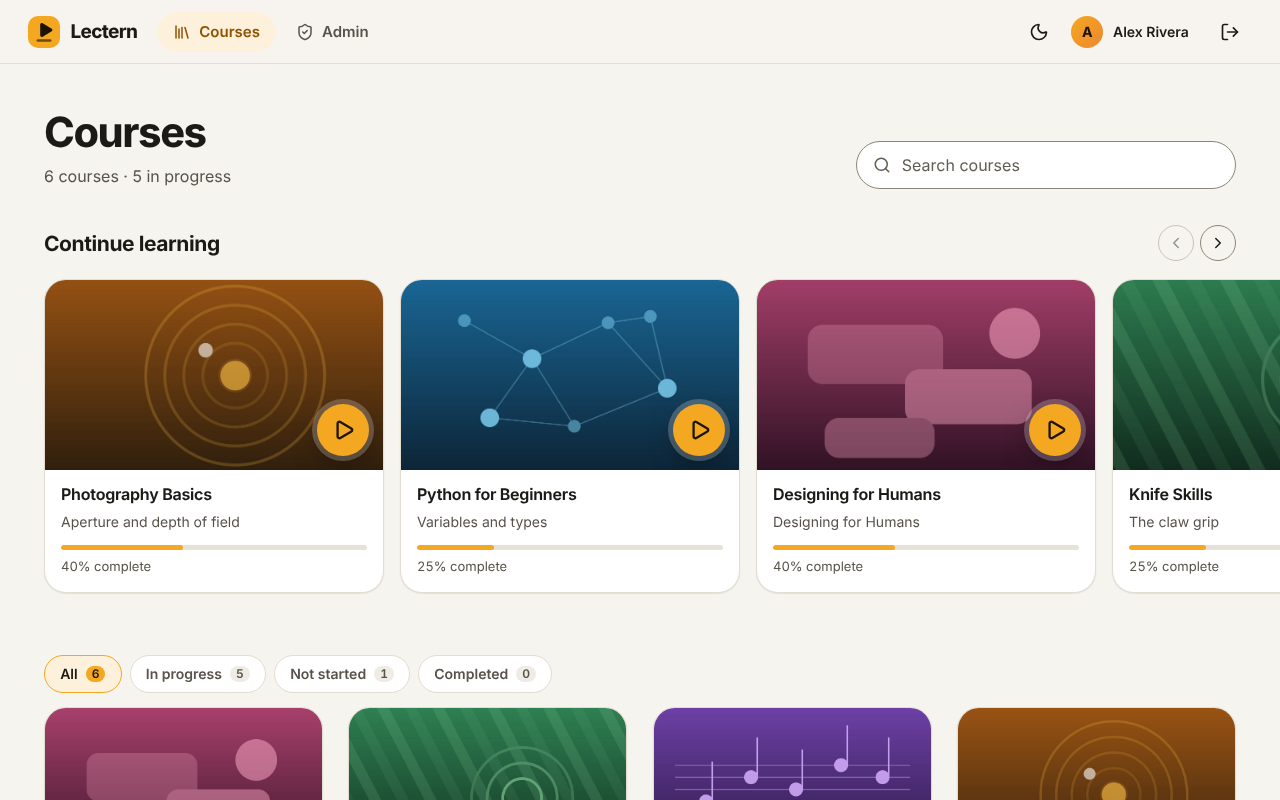 Lectern
Courses
Admin
A
Alex Rivera
Courses
6 courses · 5 in progress
Search courses
Continue learning
Photography Basics
Aperture and depth of field
40% complete
Python for Beginners
Variables and types
25% complete
Designing for Humans
Designing for Humans
40% complete
Knife Skills
The claw grip
25% complete
All 6
In progress 5
Not started 1
Completed 0